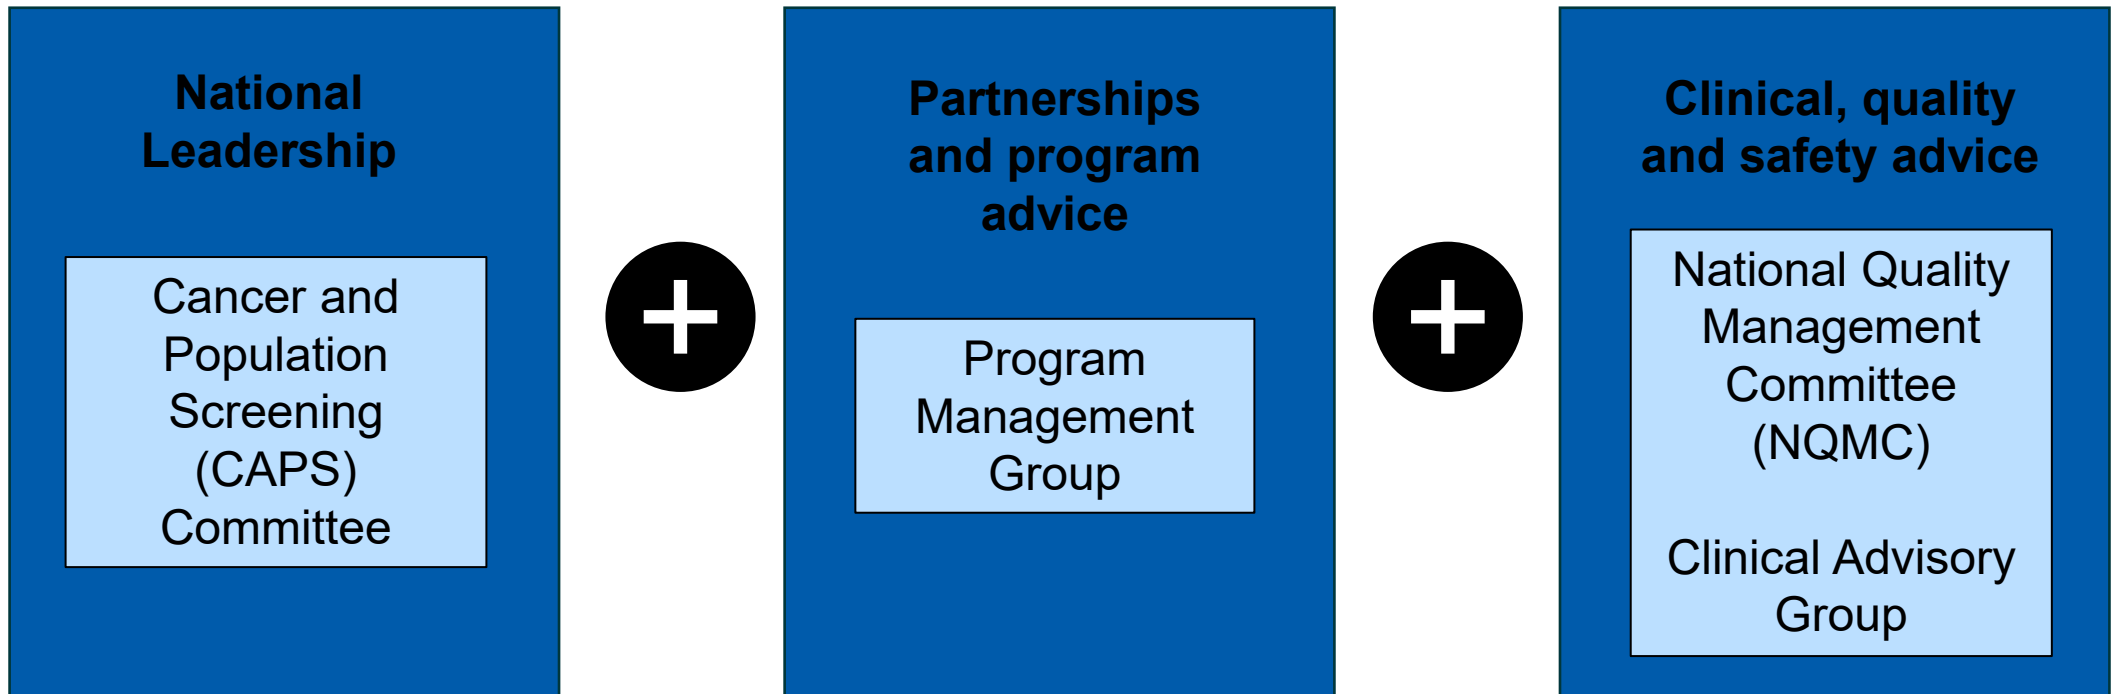 National
Leadership
Cancer and
Population
Screening
(CAPS)
Committee
Partnerships
and program
advice
Program
Management
Group
Clinical, quality
and safety advice
National Quality
Management
Committee
(NQMC)
Clinical Advisory
Group